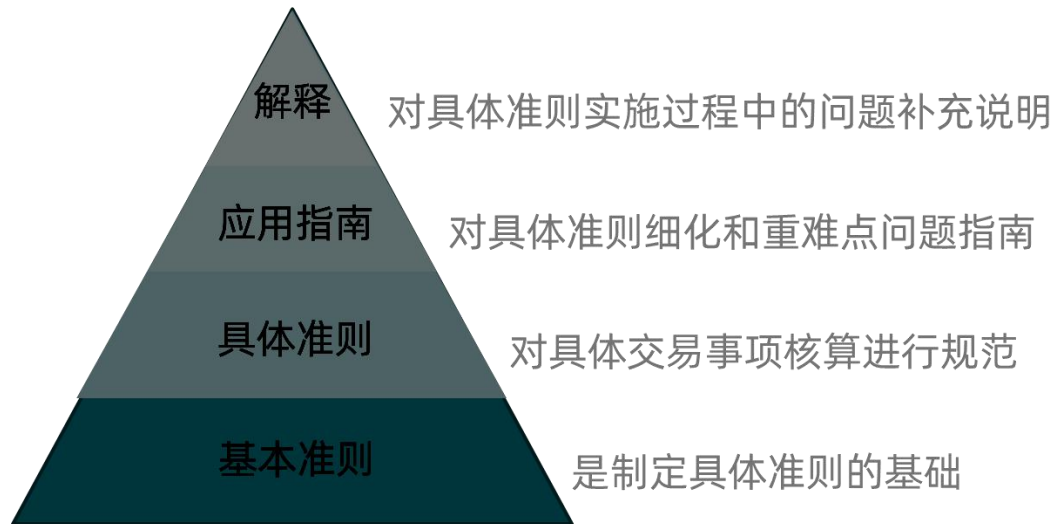 解释
对具体准则实施过程中的问题补充说明
应用指南
对具体准则细化和重难点问题指南
具体准则
对具体交易事项核算进行规范
基本准则
是制定具体准则的基础